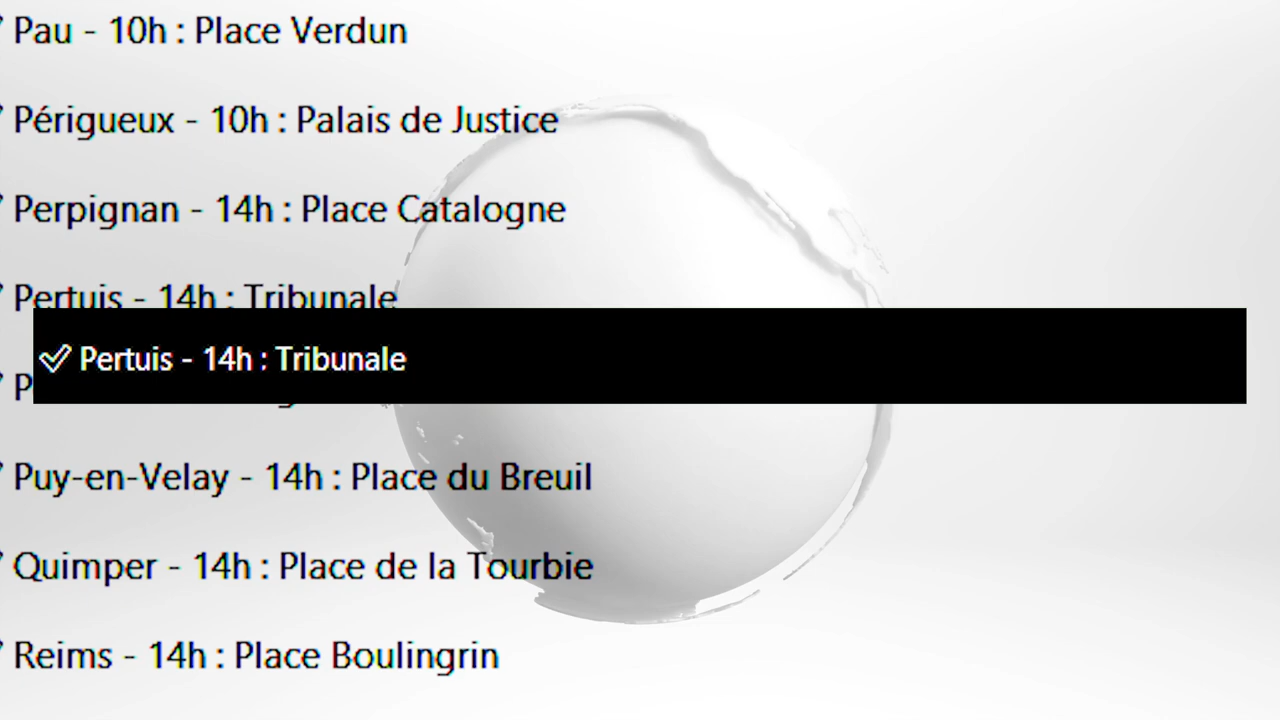 Pau - 10h : Place Verdun
Périgueux - 10h : Palais de Justice
Perpignan - 14h : Place Catalogne
Pertuis - 14h : Tribunale
✓ Pertuis - 14h : Tribunale
Puy-en-Velay - 14h : Place du Breuil
Quimper - 14h : Place de la Tourbie
Reims - 14h : Place Boulingrin